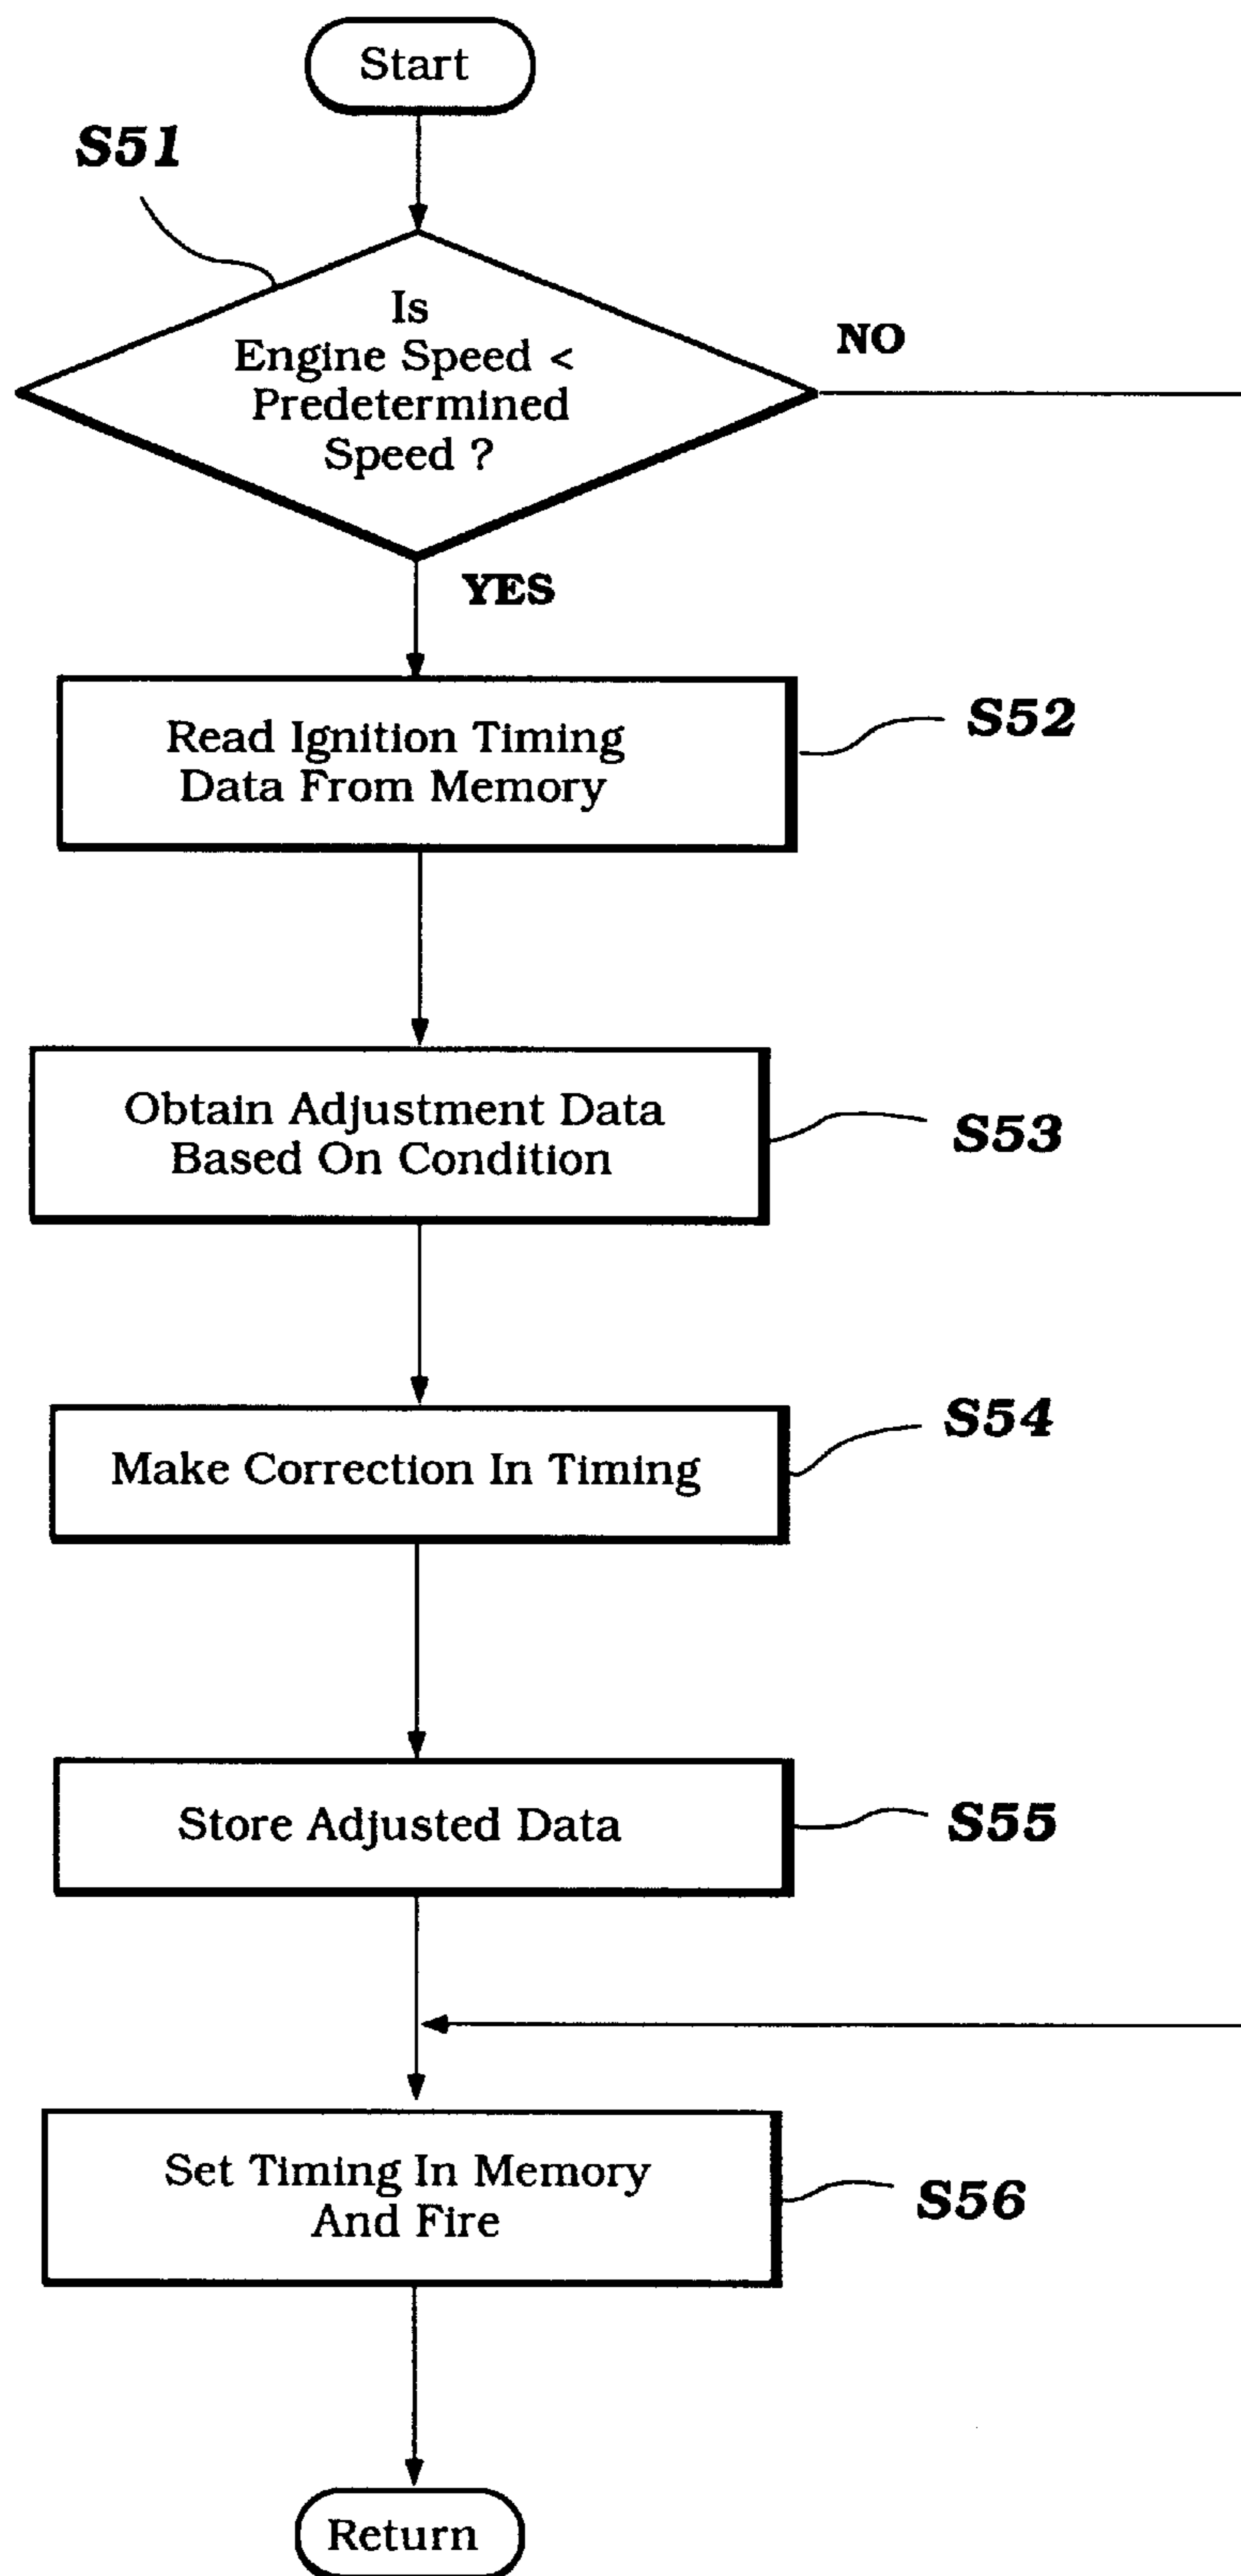 Start
S51
Is
Engine Speed <
Predetermined
Speed ?
NO
YES
Read Ignition Timing
Data From Memory
S52
Obtain Adjustment Data
Based On Condition
S53
Make Correction In Timing
S54
Store Adjusted Data
S55
Set Timing In Memory
And Fire
S56
Return